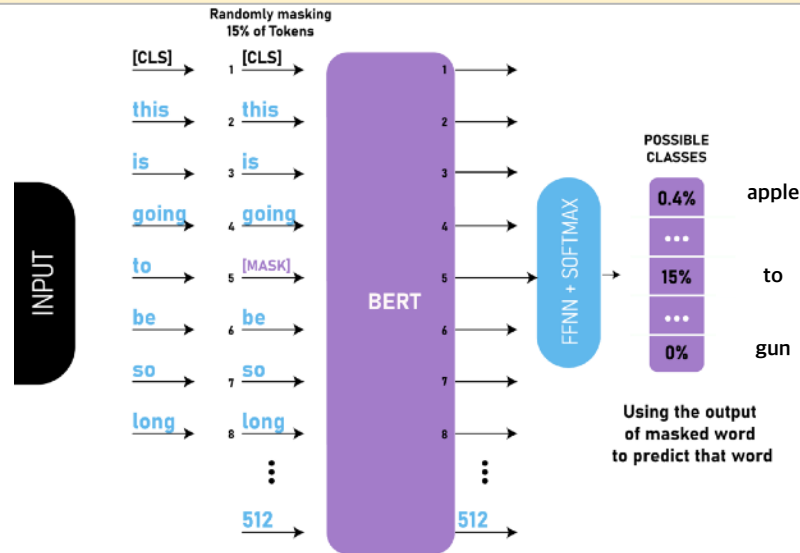 Randomly masking
15% of Tokens
[CLS] 1 [CLS] 1
this 2 this 2
is 3 is 3
going 4 going 4
to 5 [MASK] 5
be 6 be 6
so 7 so 7
long 8 long 8
512 512
INPUT
BERT
FFNN + SOFTMAX
POSSIBLE
CLASSES
0.4% apple
...
15% to
...
0% gun
Using the output
of masked word
to predict that word